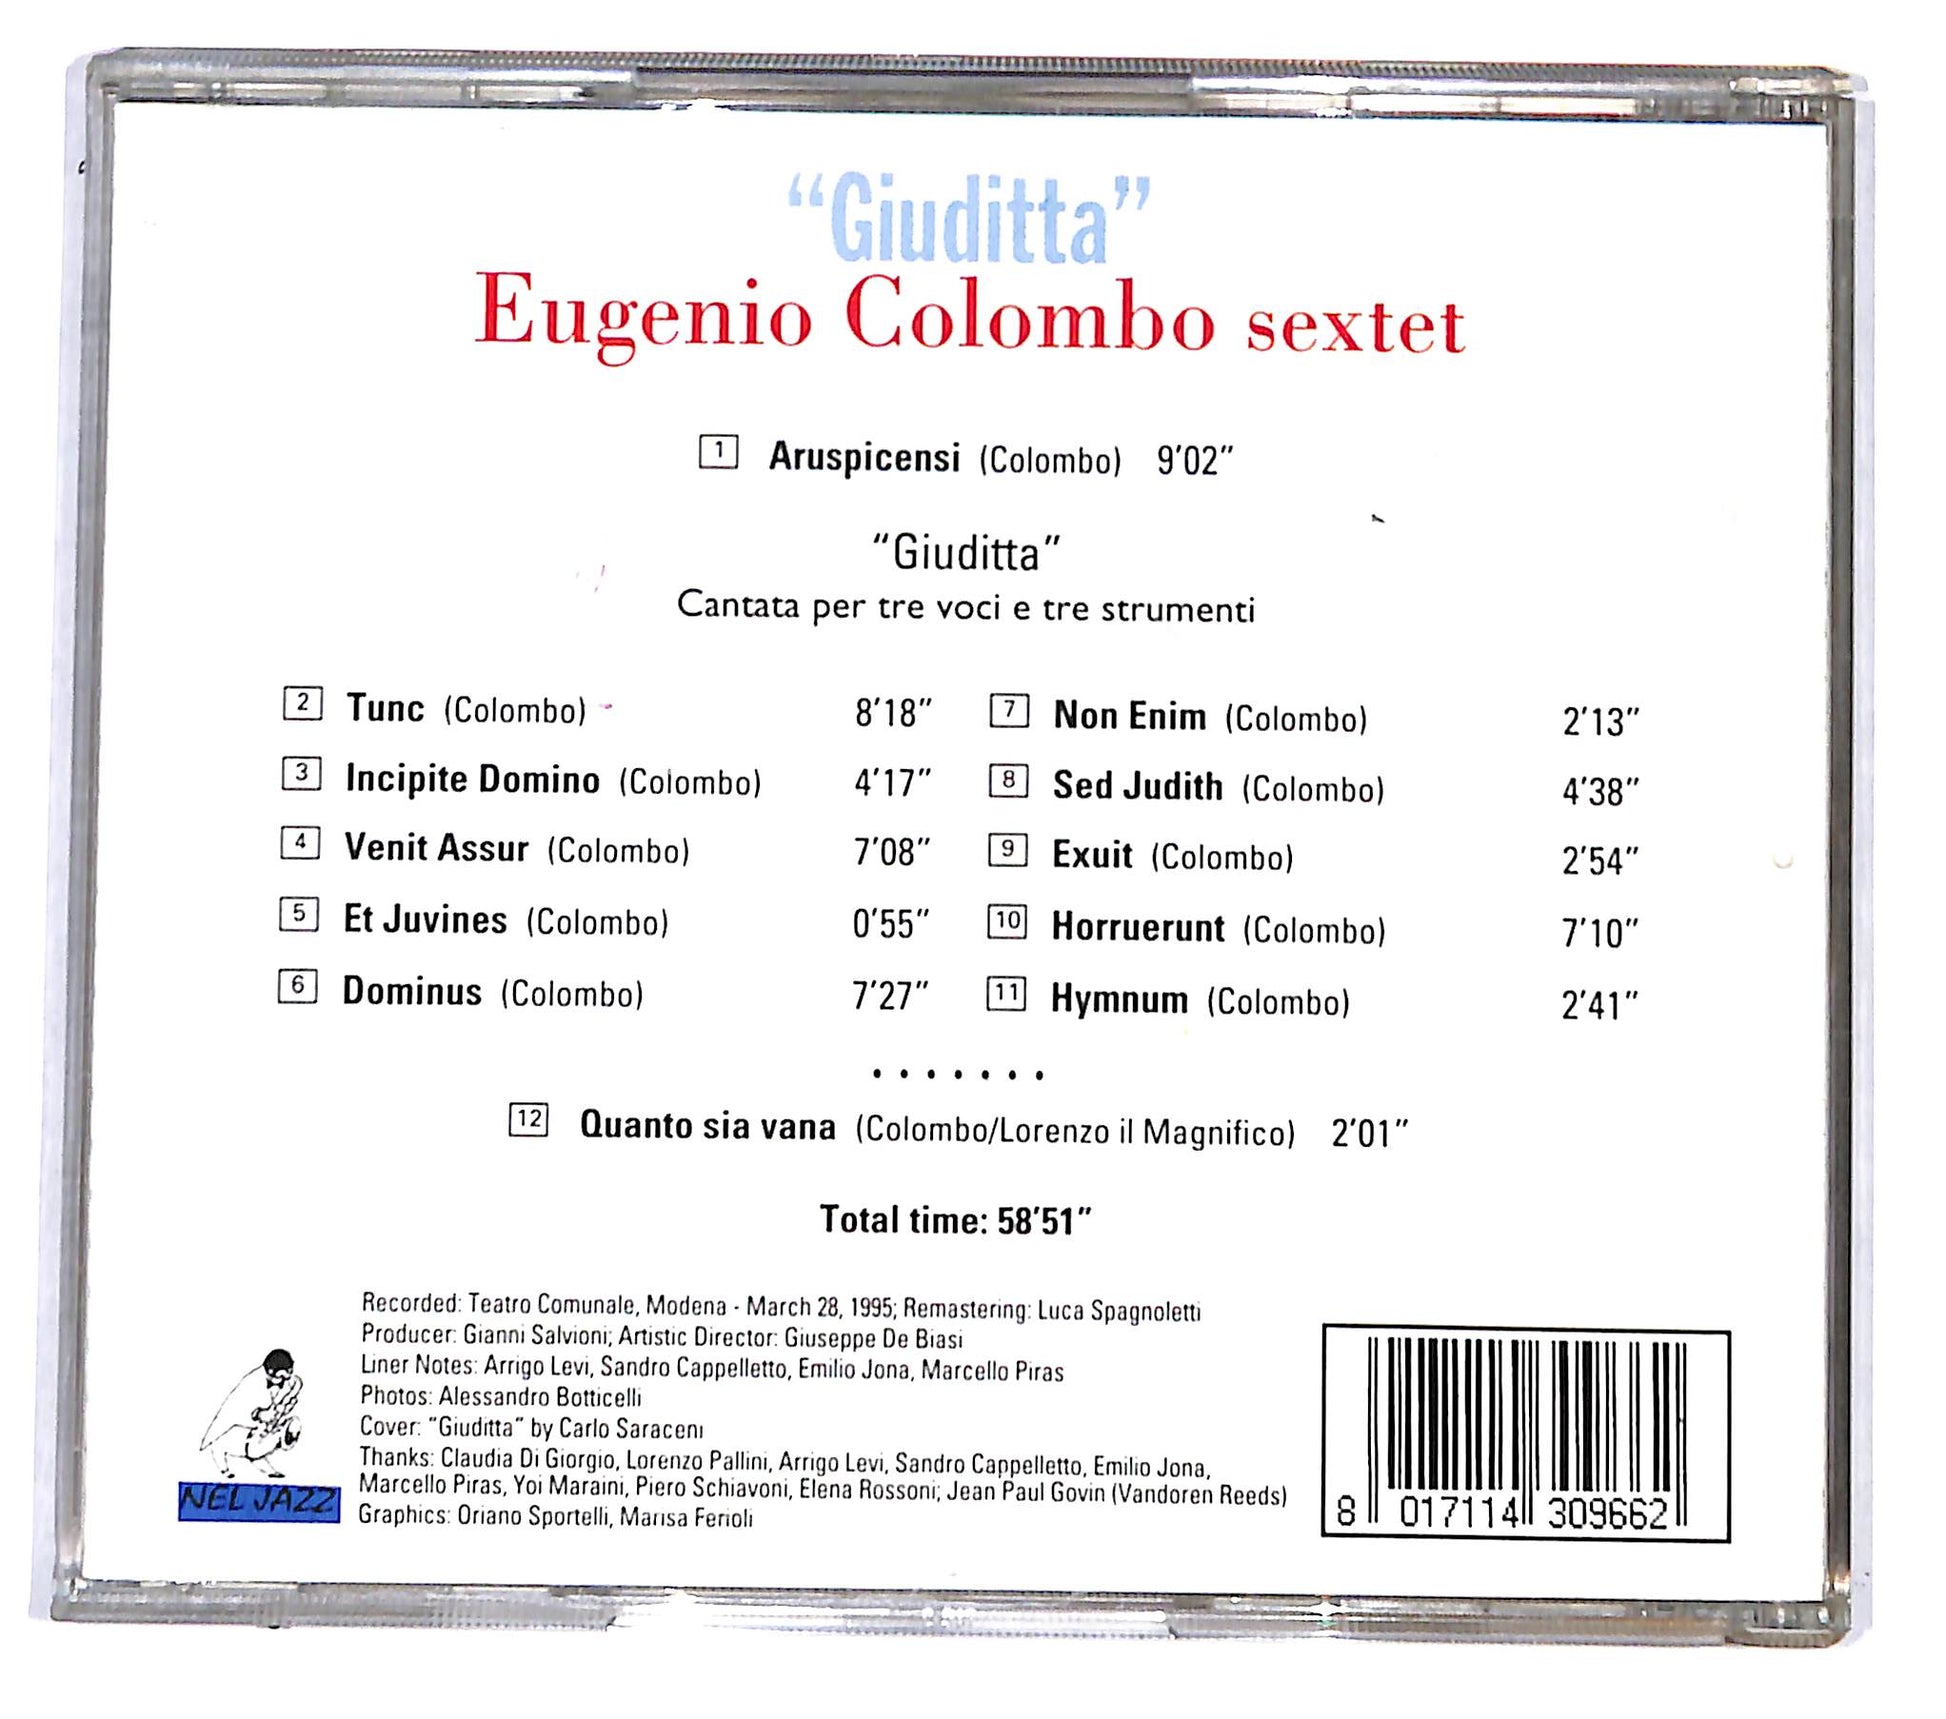 “Giuditta”
Eugenio Colombo sextet
1 Aruspicensi (Colombo) 9'02”
“Giuditta”
Cantata per tre voci e tre strumenti
2 Tunc (Colombo) 8'18”
3 Incipite Domino (Colombo) 4'17”
4 Venit Assur (Colombo) 7'08”
5 Et Juvines (Colombo) 0'55”
6 Dominus (Colombo) 7'27”
7 Non Enim (Colombo) 2'13”
8 Sed Judith (Colombo) 4'38”
9 Exuit (Colombo) 2'54”
10 Horruerunt (Colombo) 7'10”
11 Hymnum (Colombo) 2'41”
.......
12 Quanto sia vana (Colombo/Lorenzo il Magnifico) 2'01”
Total time: 58'51”
Recorded: Teatro Comunale, Modena - March 28, 1995; Remastering: Luca Spagnoletti
Producer: Gianni Salvioni; Artistic Director: Giuseppe De Biasi
Liner Notes: Arrigo Levi, Sandro Cappelletto, Emilio Jona, Marcello Piras
Photos: Alessandro Botticelli
Cover: “Giuditta” by Carlo Saraceni
Thanks: Claudia Di Giorgio, Lorenzo Pallini, Arrigo Levi, Sandro Cappelletto, Emilio Jona,
Marcello Piras, Yoi Maraini, Piero Schiavoni, Elena Rossoni; Jean Paul Govin (Vandoren Reeds)
Graphics: Oriano Sportelli, Marisa Ferioli
NEL JAZZ
8 017114 309662